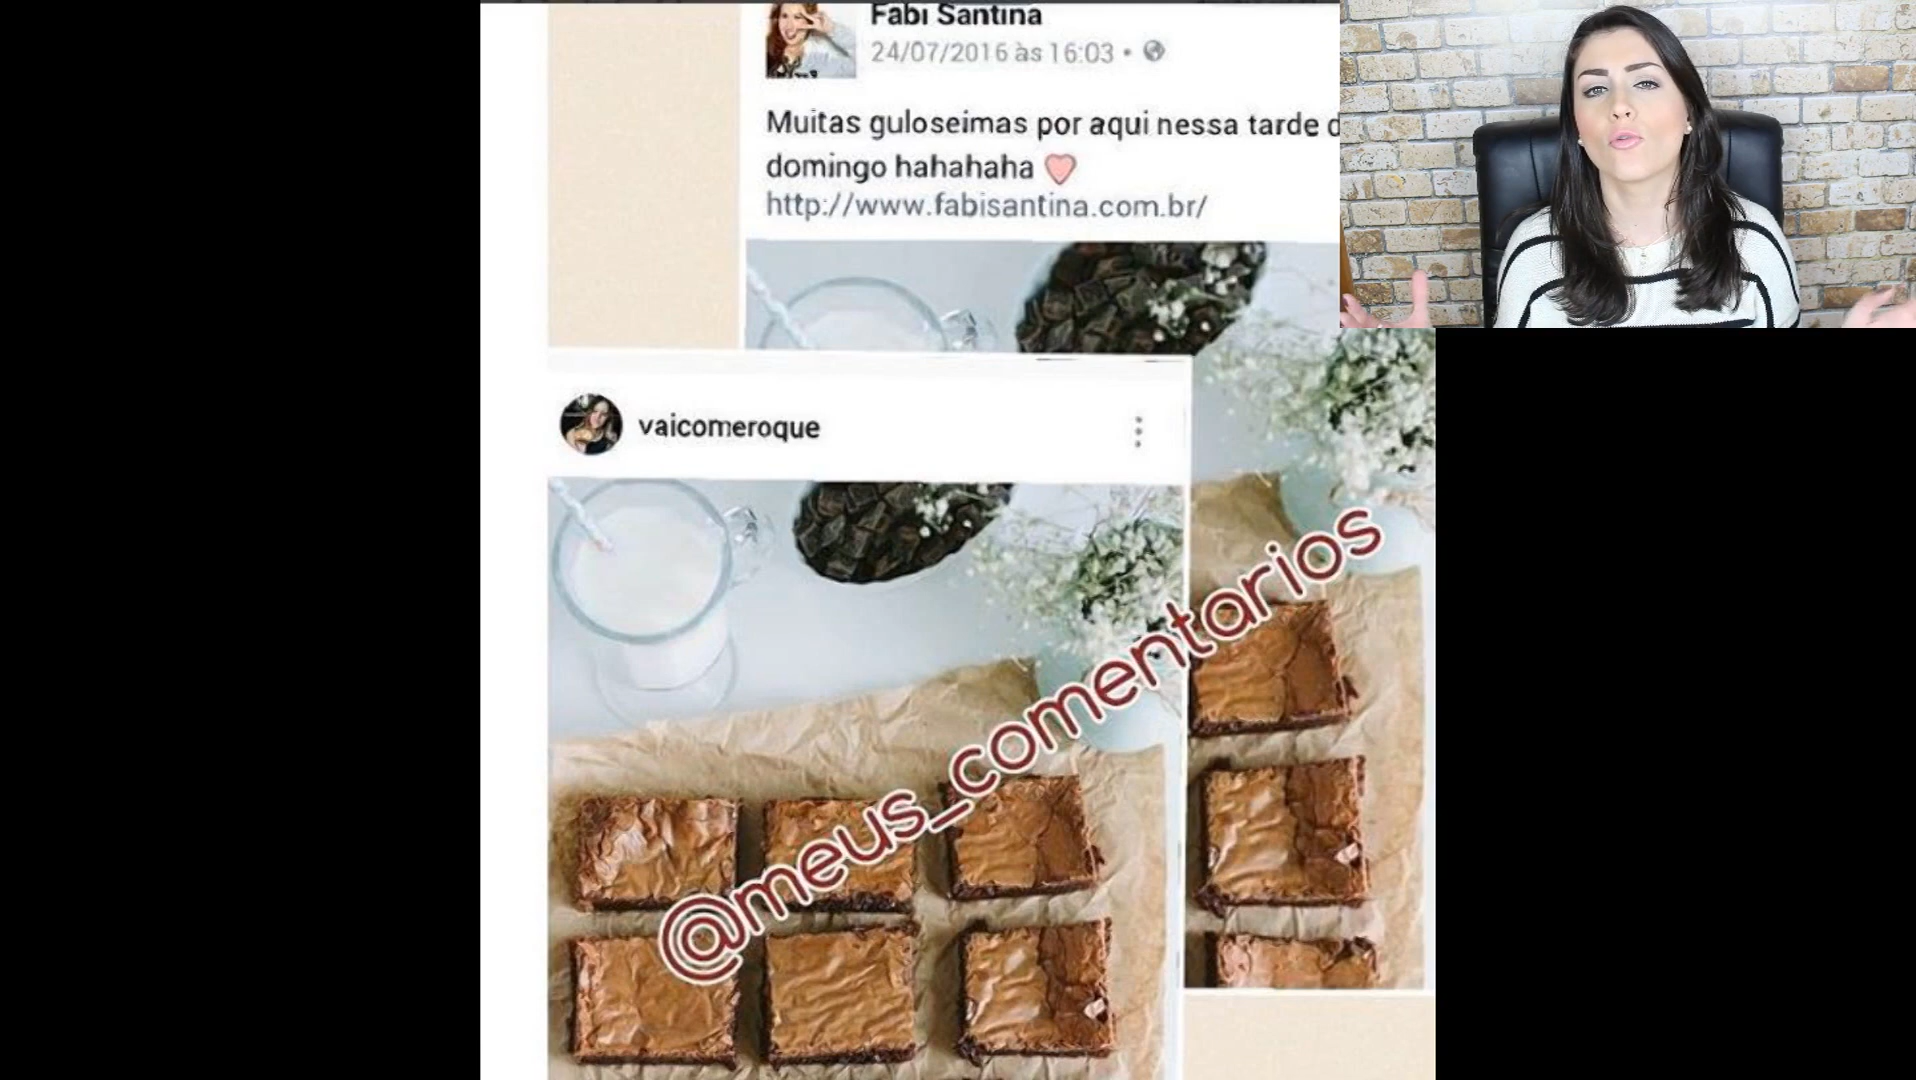 Fabi Santina
24/07/2016 às 16:03 •
Muitas guloseimas por aqui nessa tarde d
domingo hahahaha
http://www.fabisantina.com.br/
vaicomeroque
@meus_comentarios